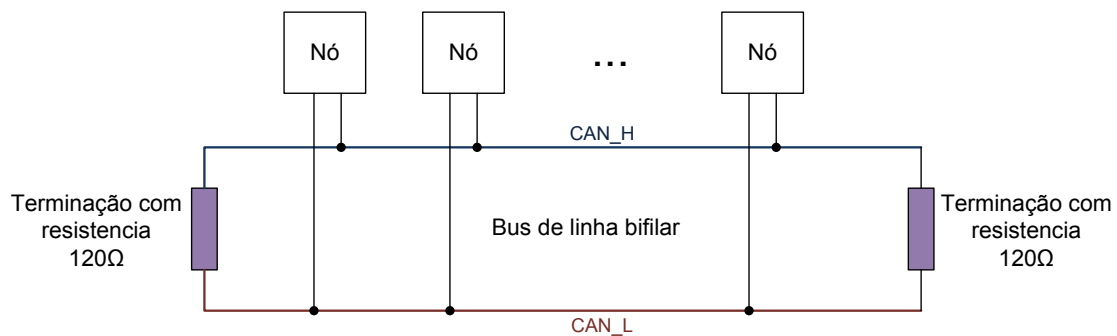 Nó
Nó
...
Nó
CAN_H
Terminação com
resistencia
120Ω
Bus de linha bifilar
Terminação com
resistencia
120Ω
CAN_L